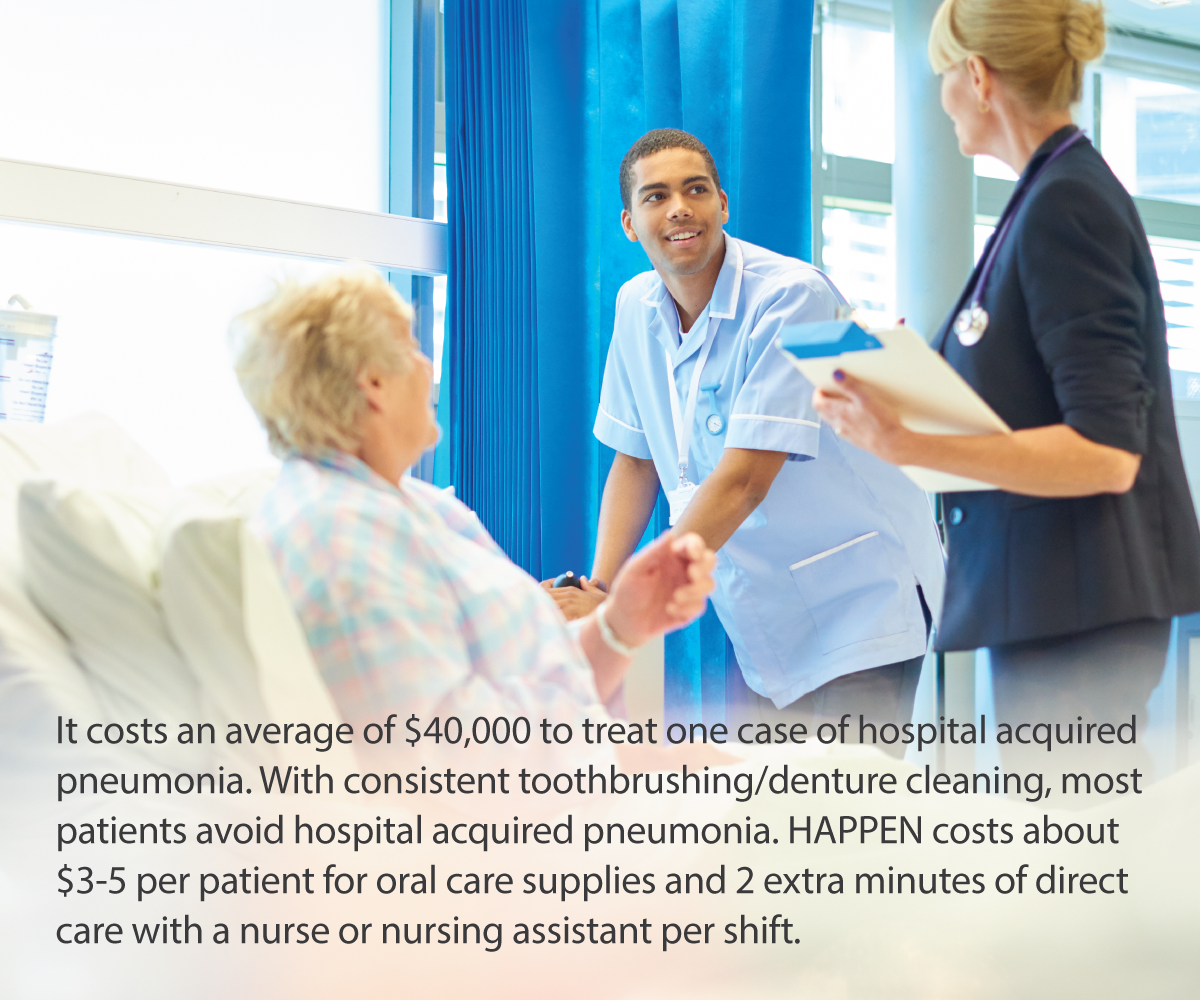 It costs an average of $40,000 to treat one case of hospital acquired
pneumonia. With consistent toothbrushing/denture cleaning, most
patients avoid hospital acquired pneumonia. HAPPEN costs about
$3-5 per patient for oral care supplies and 2 extra minutes of direct
care with a nurse or nursing assistant per shift.